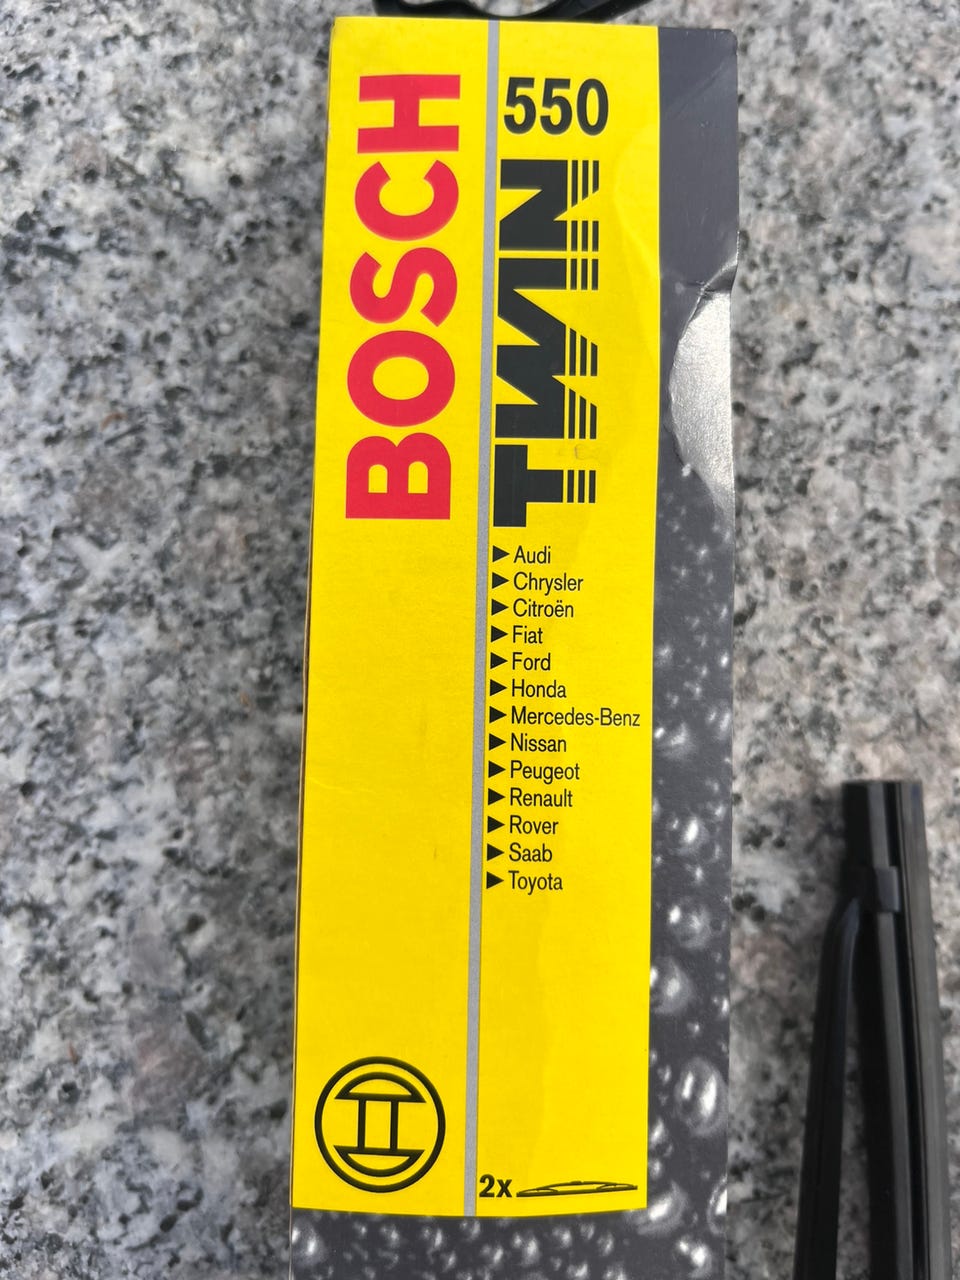 BOSCH
550
TWIN
Audi
Chrysler
Citroën
Fiat
Ford
Honda
Mercedes-Benz
Nissan
Peugeot
Renault
Rover
Saab
Toyota
2x